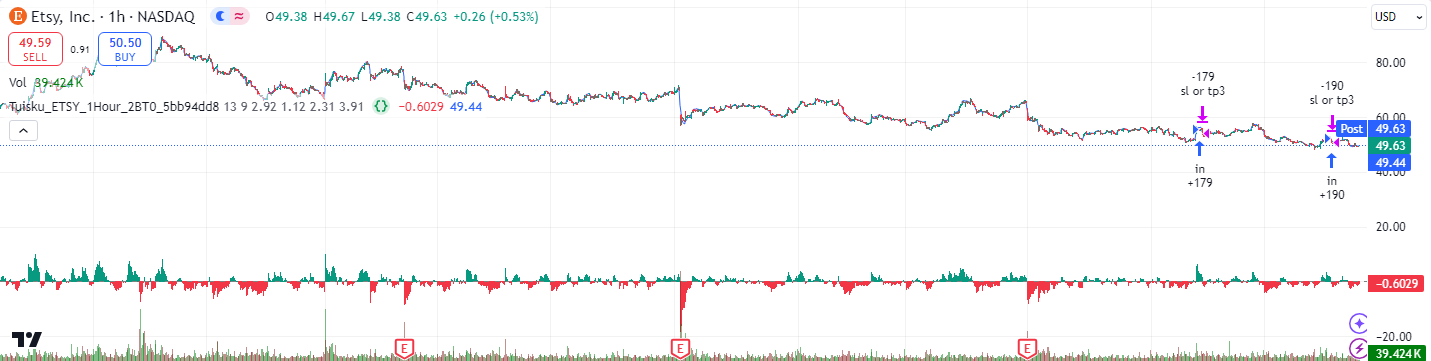 E Etsy, Inc. · 1h · NASDAQ O49.38 H49.67 L49.38 C49.63 +0.26 (+0.53%)
USD
49.59 SELL 0.91 50.50 BUY
80.00
Vol 39.424K
Tuisku_ETSY_1Hour_2BT0_5bb94dd8 13 9 2.92 1.12 2.31 3.91 −0.6029 49.44
-179
sl or tp3
-190
sl or tp3
60.00
Post 49.63
49.63
49.44
40.00
in
+179
in
+190
20.00
−0.6029
−20.00
E E E
39.424K